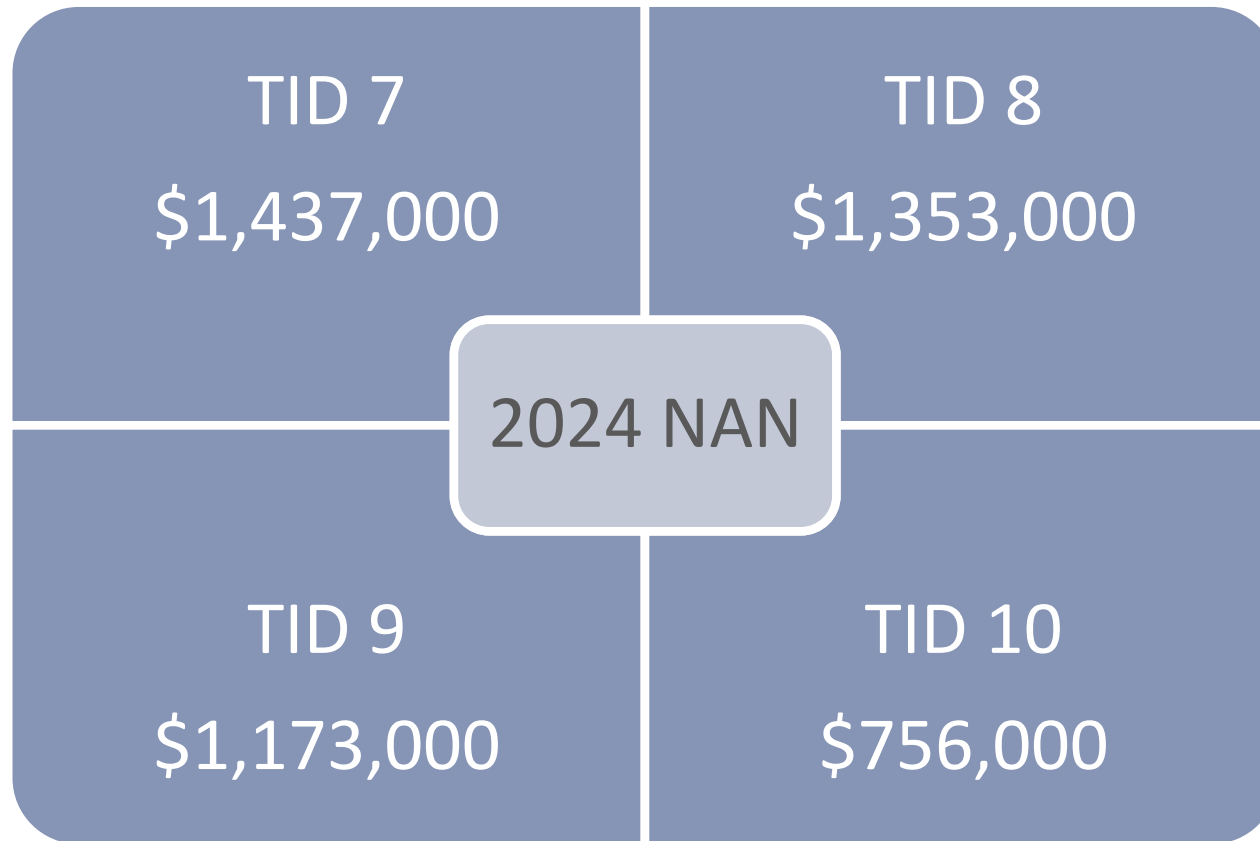 TID 7
$1,437,000
TID 8
$1,353,000
2024 NAN
TID 9
$1,173,000
TID 10
$756,000